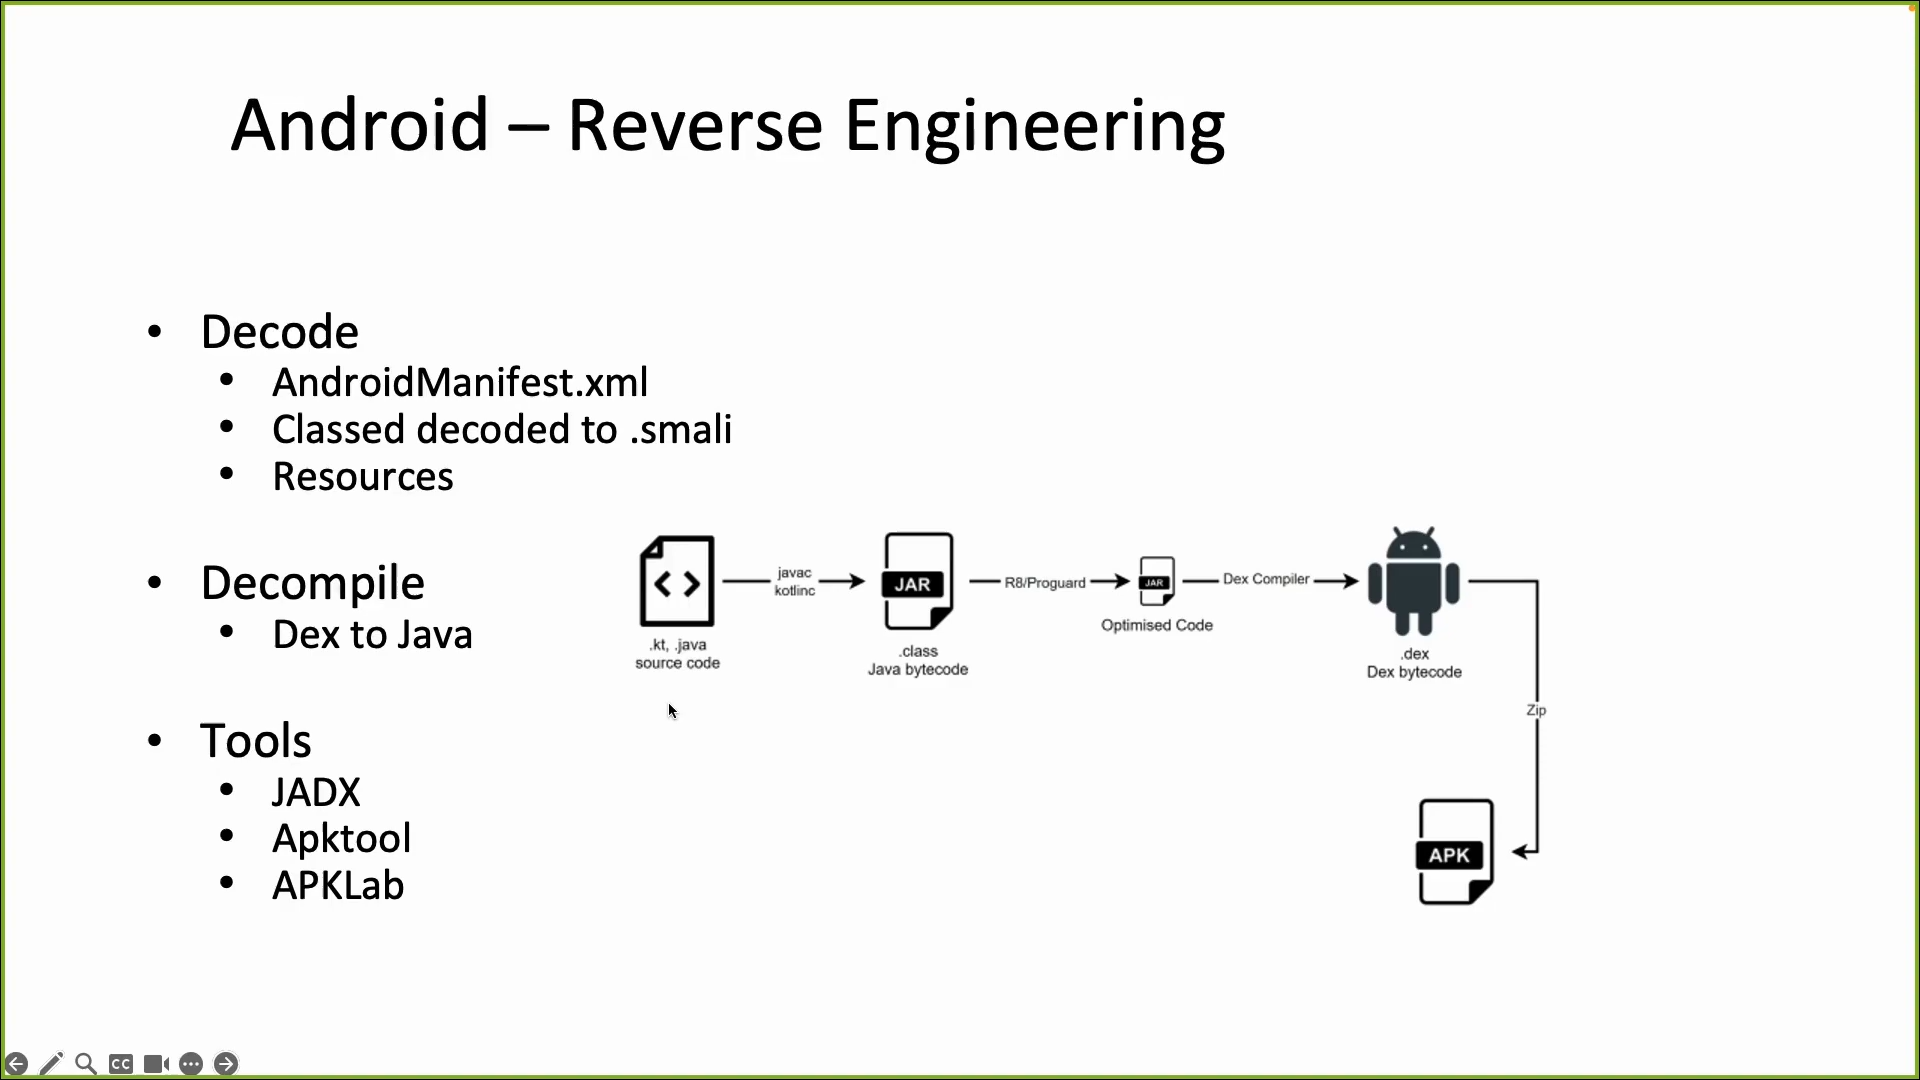 Android – Reverse Engineering
• Decode
• AndroidManifest.xml
• Classed decoded to .smali
• Resources
• Decompile
• Dex to Java
• Tools
• JADX
• Apktool
• APKLab
.kt, .java
source code
javac
kotlinc
JAR
.class
Java bytecode
R8/Proguard
JAR
Optimised Code
Dex Compiler
.dex
Dex bytecode
Zip
APK
CC